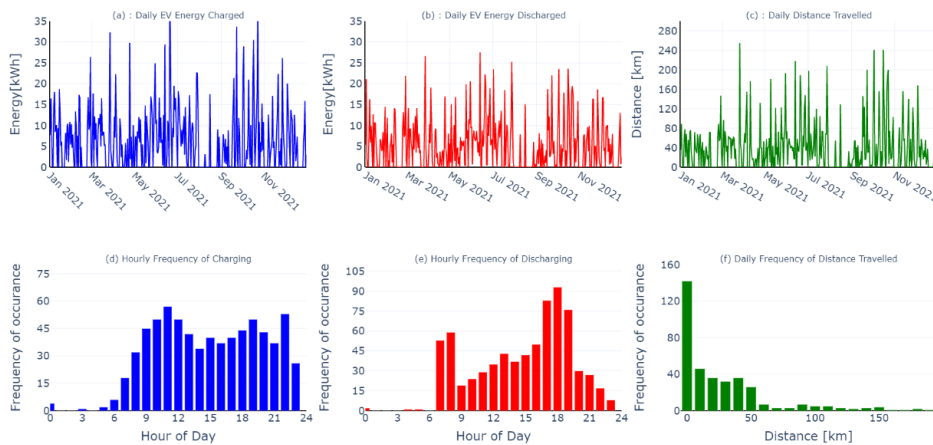 (a) : Daily EV Energy Charged
Energy[kWh]
35
30
25
20
15
10
5
0
Jan 2021
Mar 2021
May 2021
Jul 2021
Sep 2021
Nov 2021
(b) : Daily EV Energy Discharged
Energy[kWh]
35
30
25
20
15
10
5
0
Jan 2021
Mar 2021
May 2021
Jul 2021
Sep 2021
Nov 2021
(c) : Daily Distance Travelled
Distance [km]
280
240
200
160
120
80
40
0
Jan 2021
Mar 2021
May 2021
Jul 2021
Sep 2021
Nov 2021
(d) Hourly Frequency of Charging
Frequency of occurance
75
60
45
30
15
0
0 3 6 9 12 15 18 21 24
Hour of Day
(e) Hourly Frequency of Discharging
Frequency of occurance
105
90
75
60
45
30
15
0
0 3 6 9 12 15 18 21 24
Hour of Day
(f) Daily Frequency of Distance Travelled
Frequency of occurance
160
120
80
40
0
0 50 100 150
Distance [km]